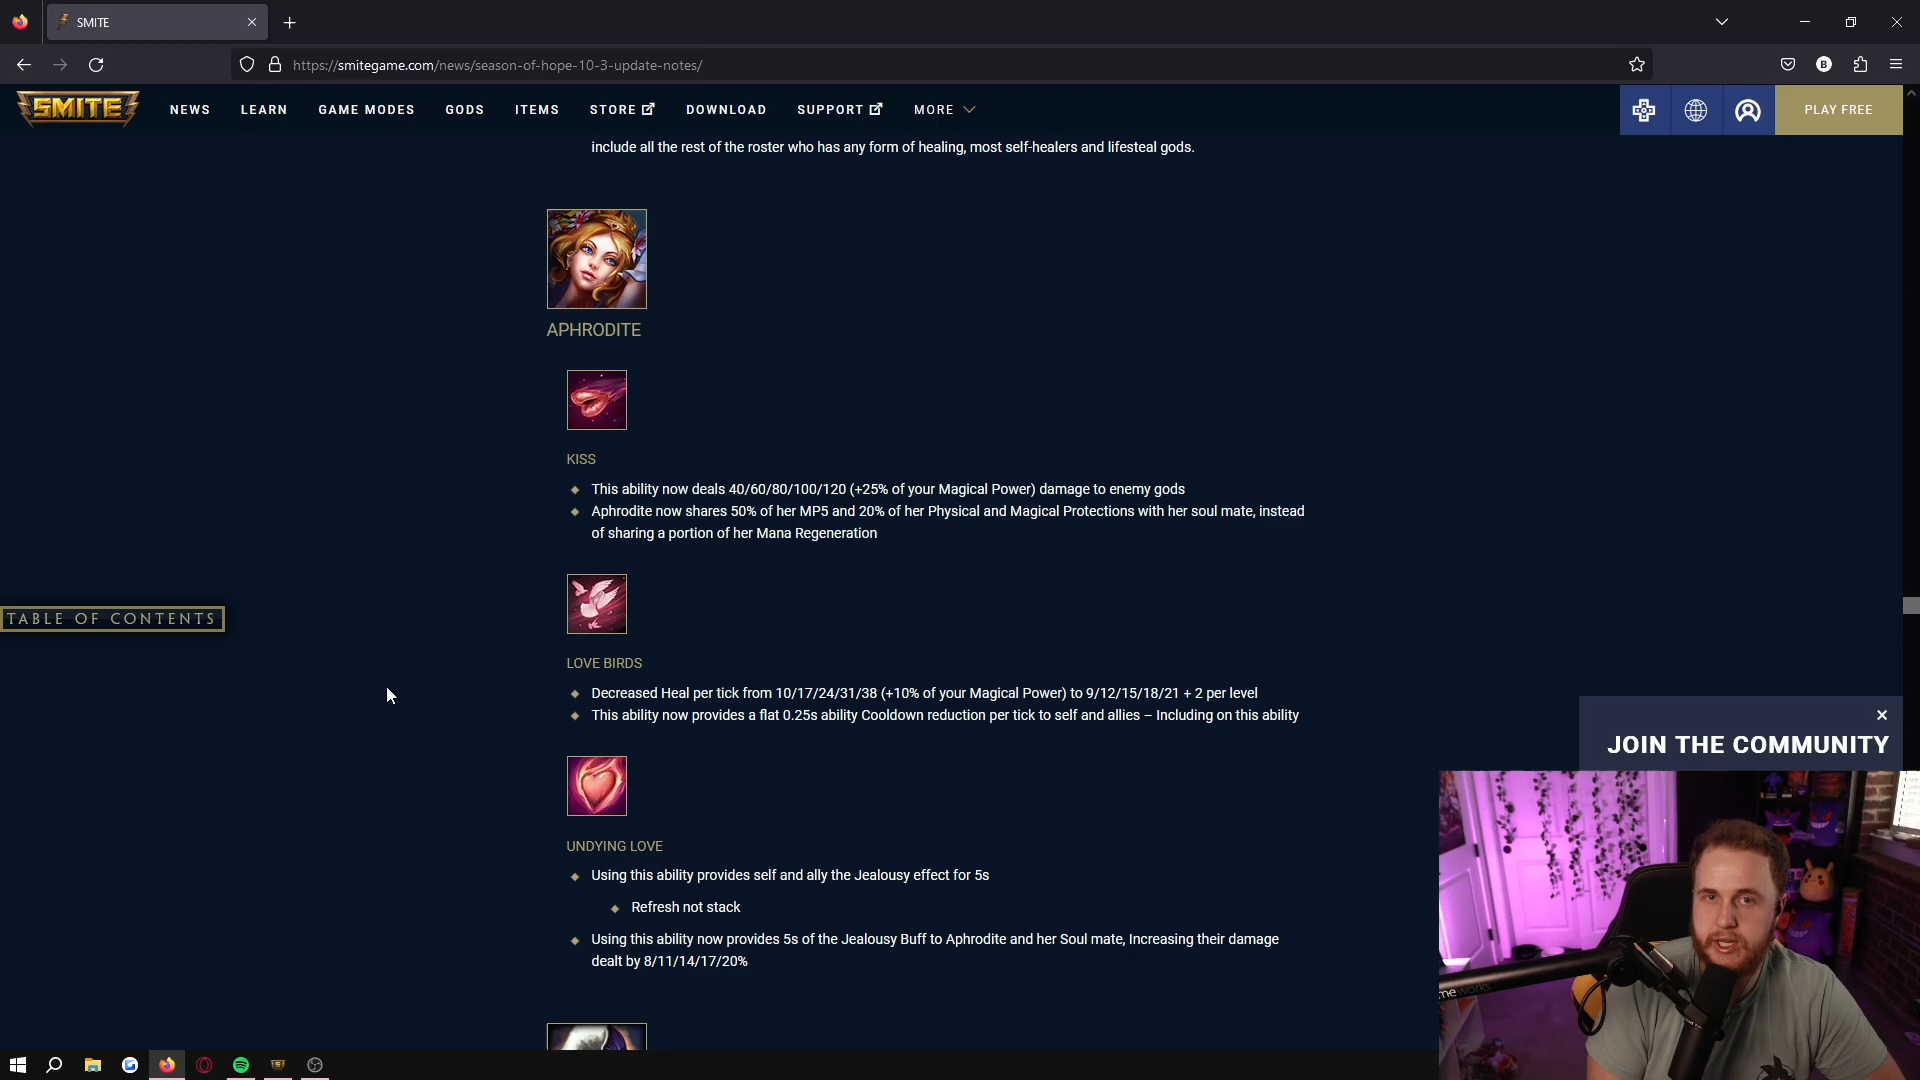 SMITE
https://smitegame.com/news/season-of-hope-10-3-update-notes/
B
SMITE
NEWS
LEARN
GAME MODES
GODS
ITEMS
STORE
DOWNLOAD
SUPPORT
MORE
PLAY FREE
include all the rest of the roster who has any form of healing, most self-healers and lifesteal gods.
APHRODITE
KISS
This ability now deals 40/60/80/100/120 (+25% of your Magical Power) damage to enemy gods
Aphrodite now shares 50% of her MP5 and 20% of her Physical and Magical Protections with her soul mate, instead
of sharing a portion of her Mana Regeneration
TABLE OF CONTENTS
LOVE BIRDS
Decreased Heal per tick from 10/17/24/31/38 (+10% of your Magical Power) to 9/12/15/18/21 + 2 per level
This ability now provides a flat 0.25s ability Cooldown reduction per tick to self and allies – Including on this ability
JOIN THE COMMUNITY
UNDYING LOVE
Using this ability provides self and ally the Jealousy effect for 5s
Refresh not stack
Using this ability now provides 5s of the Jealousy Buff to Aphrodite and her Soul mate, Increasing their damage
dealt by 8/11/14/17/20%